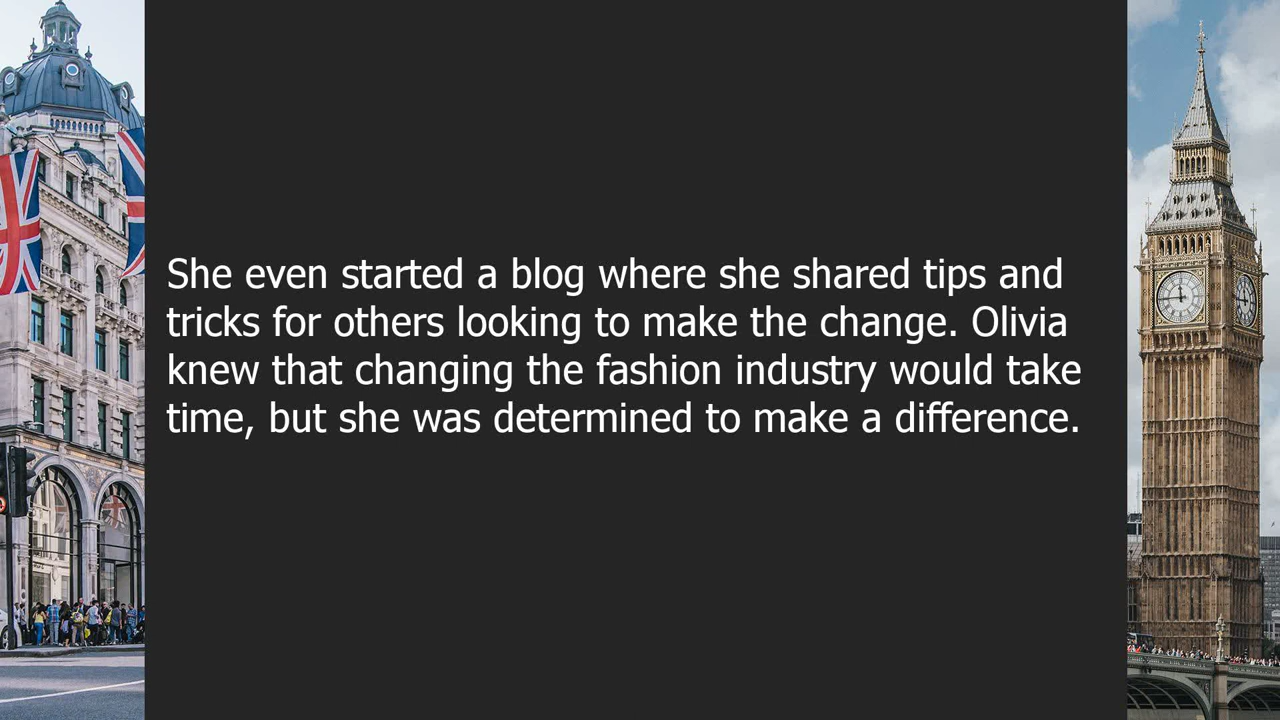 She even started a blog where she shared tips and
tricks for others looking to make the change. Olivia
knew that changing the fashion industry would take
time, but she was determined to make a difference.